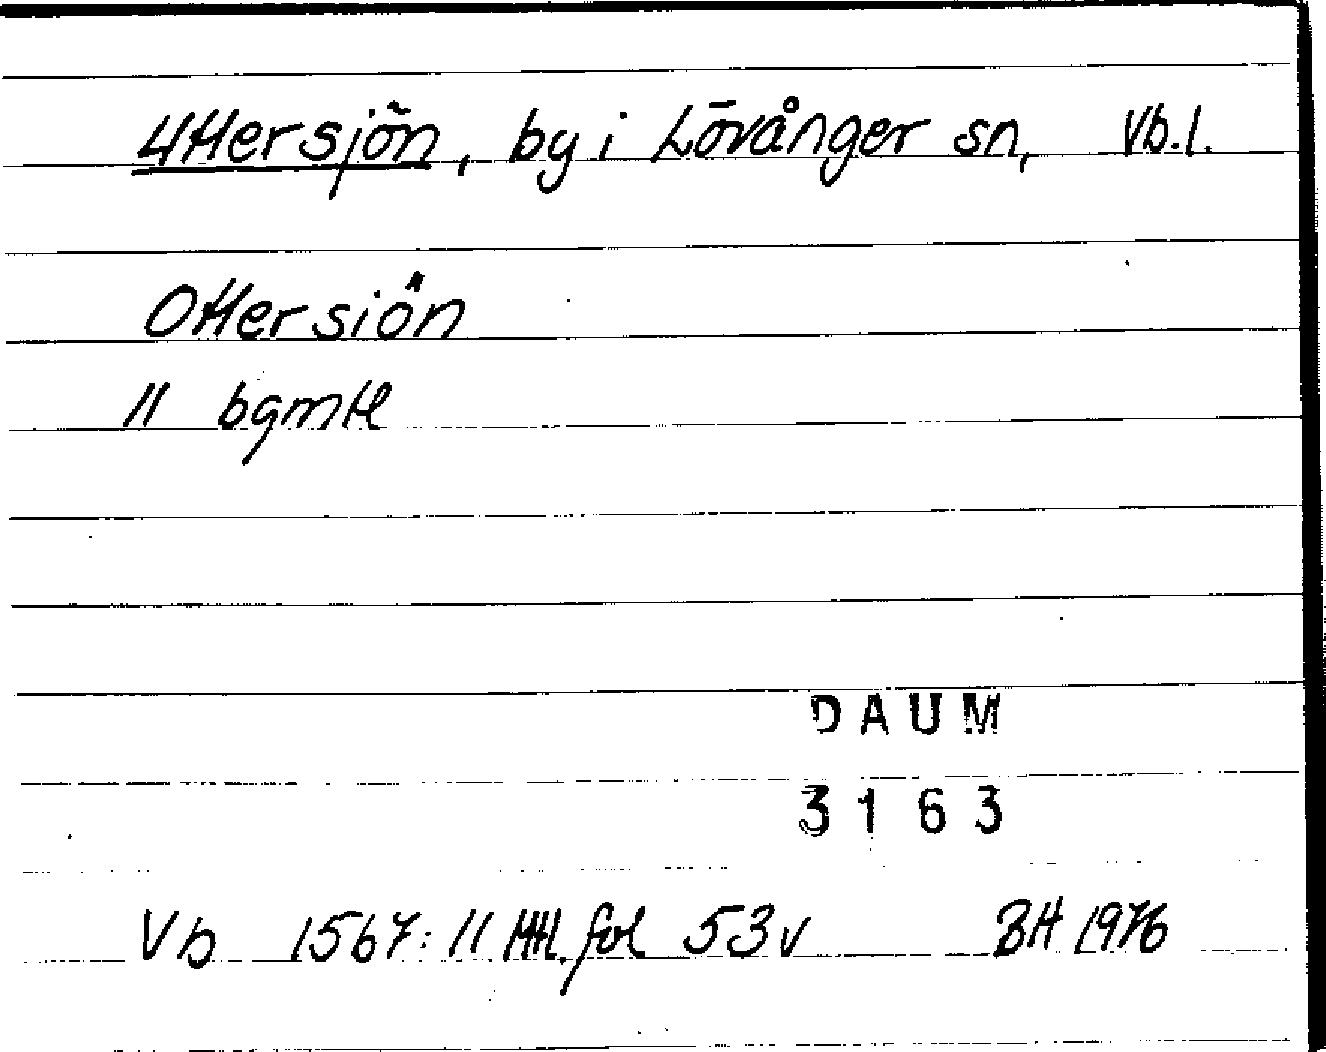 Uttersjön, by i Lövånger sn, Vb.l.
Ottersiön
11 bgmtl
DAUM
3163
Vb 1567:11 Mtl. fol 53v BH 1976